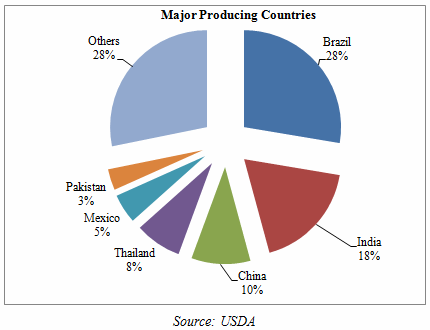 Major Producing Countries
Others
28%
Brazil
28%
Pakistan
3%
Mexico
5%
Thailand
8%
China
10%
India
18%
Source: USDA